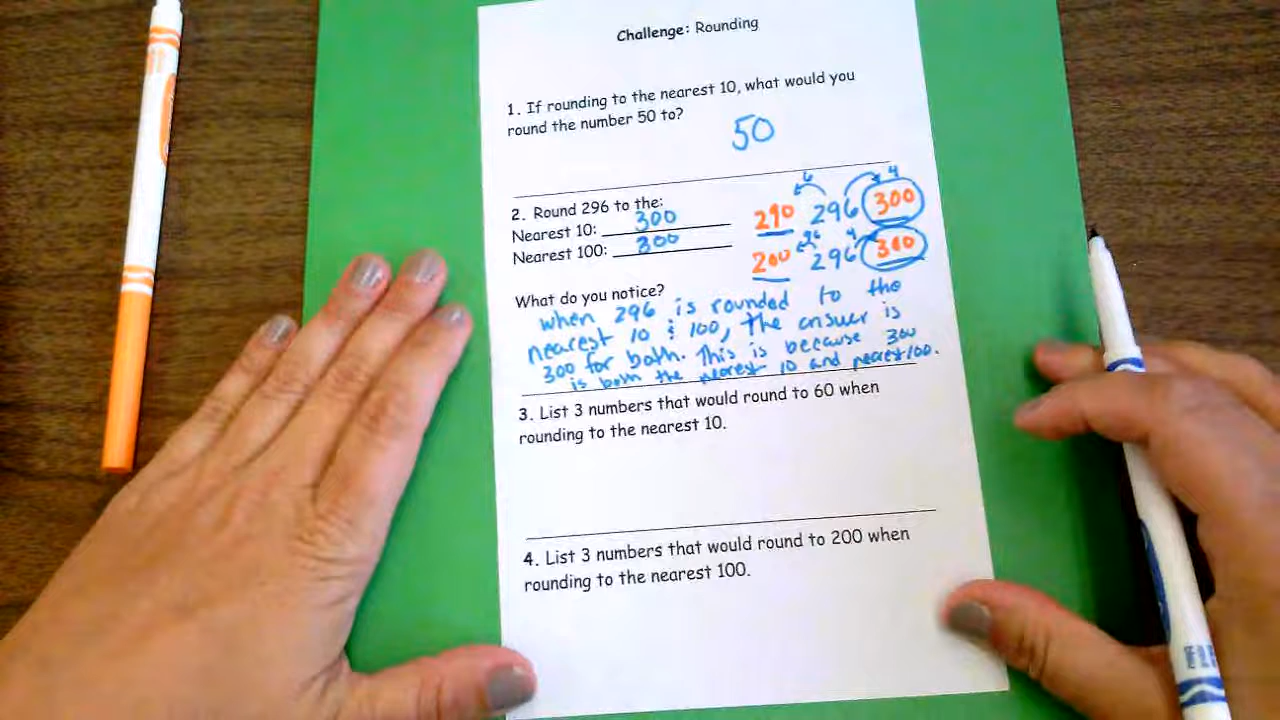 Challenge: Rounding
1. If rounding to the nearest 10, what would you
round the number 50 to?
50
2. Round 296 to the:
Nearest 10: 300
Nearest 100: 300
6 4
290 296 300
96 4
200 296 300
What do you notice?
when 296 is rounded to the
nearest 10 & 100, the answer is
300 for both. This is because 300
is both the nearest 10 and nearest 100.
3. List 3 numbers that would round to 60 when
rounding to the nearest 10.
4. List 3 numbers that would round to 200 when
rounding to the nearest 100.